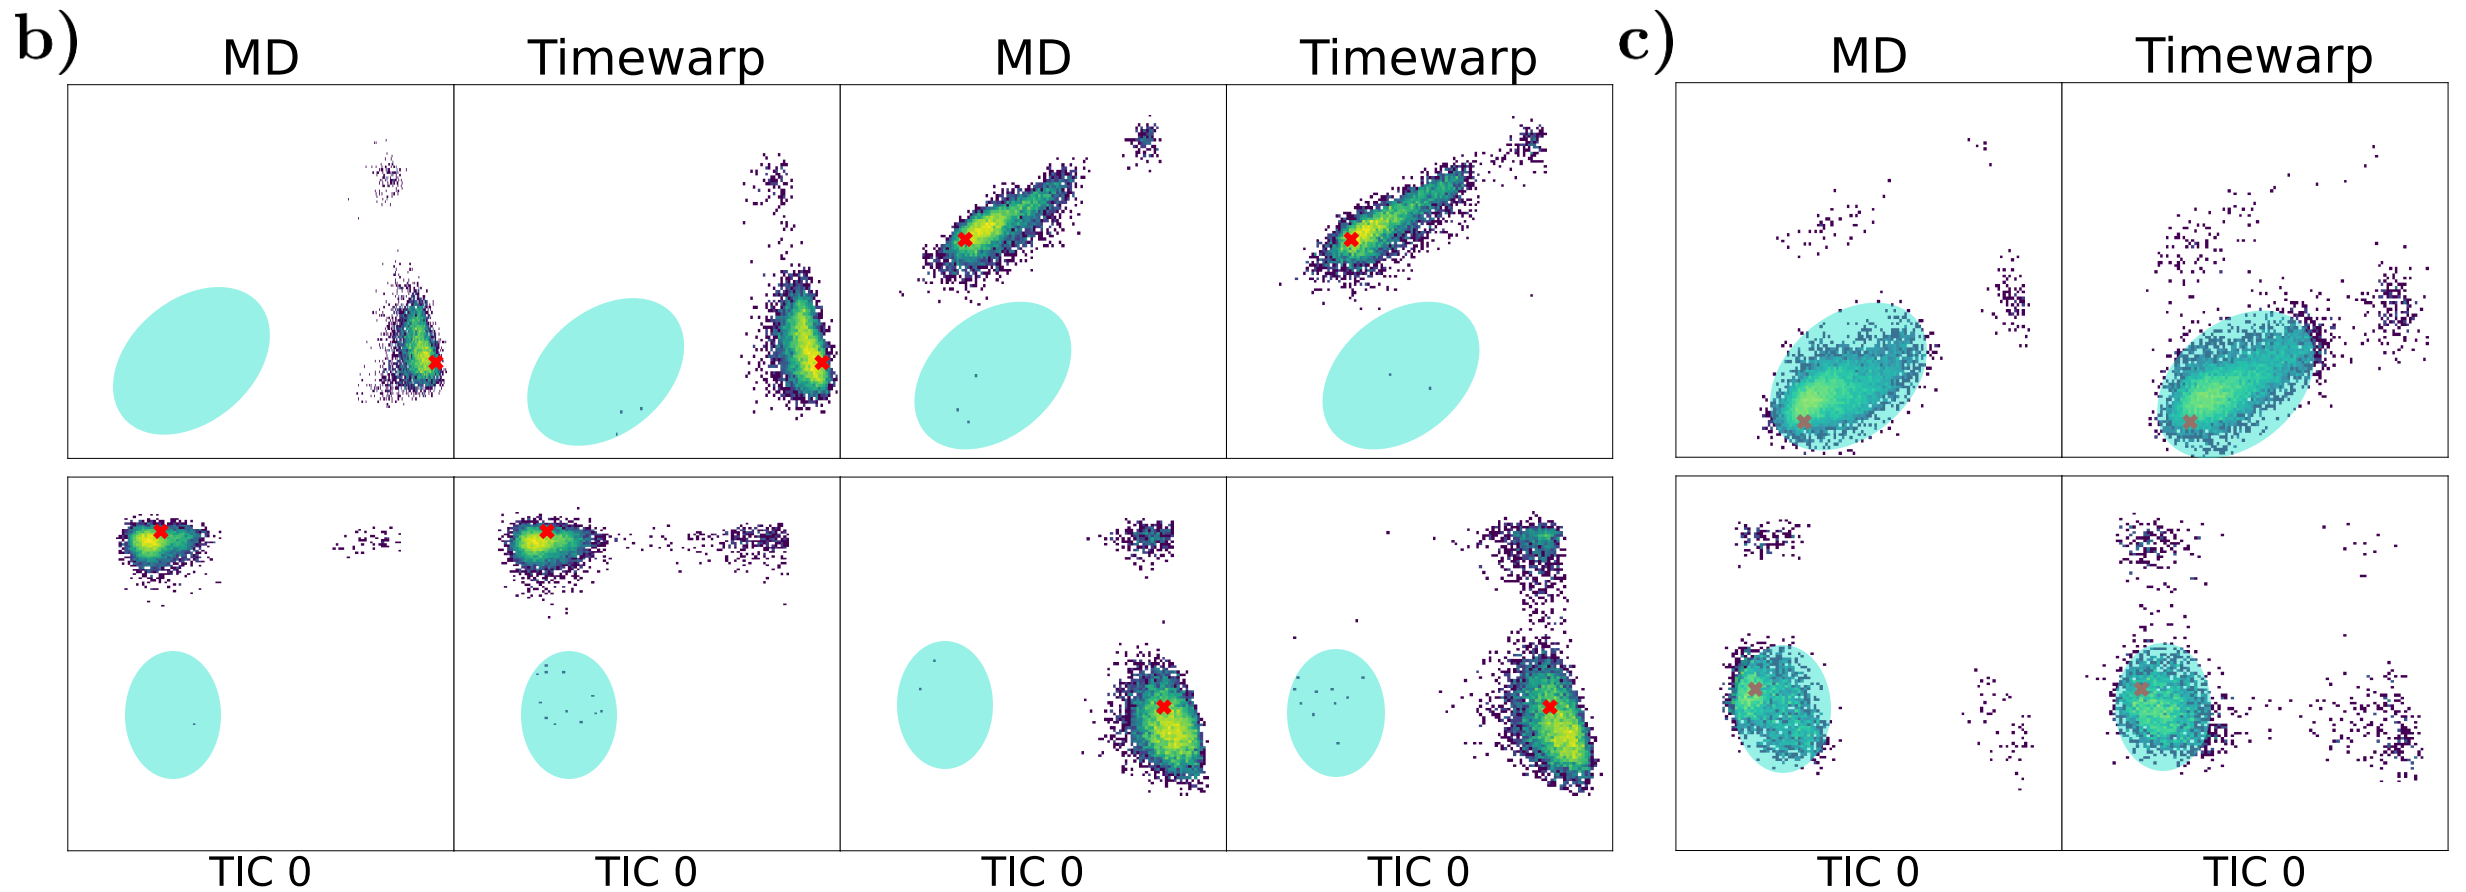 b)
MD Timewarp MD Timewarp
c)
MD Timewarp
TIC 0 TIC 0 TIC 0 TIC 0
TIC 0 TIC 0